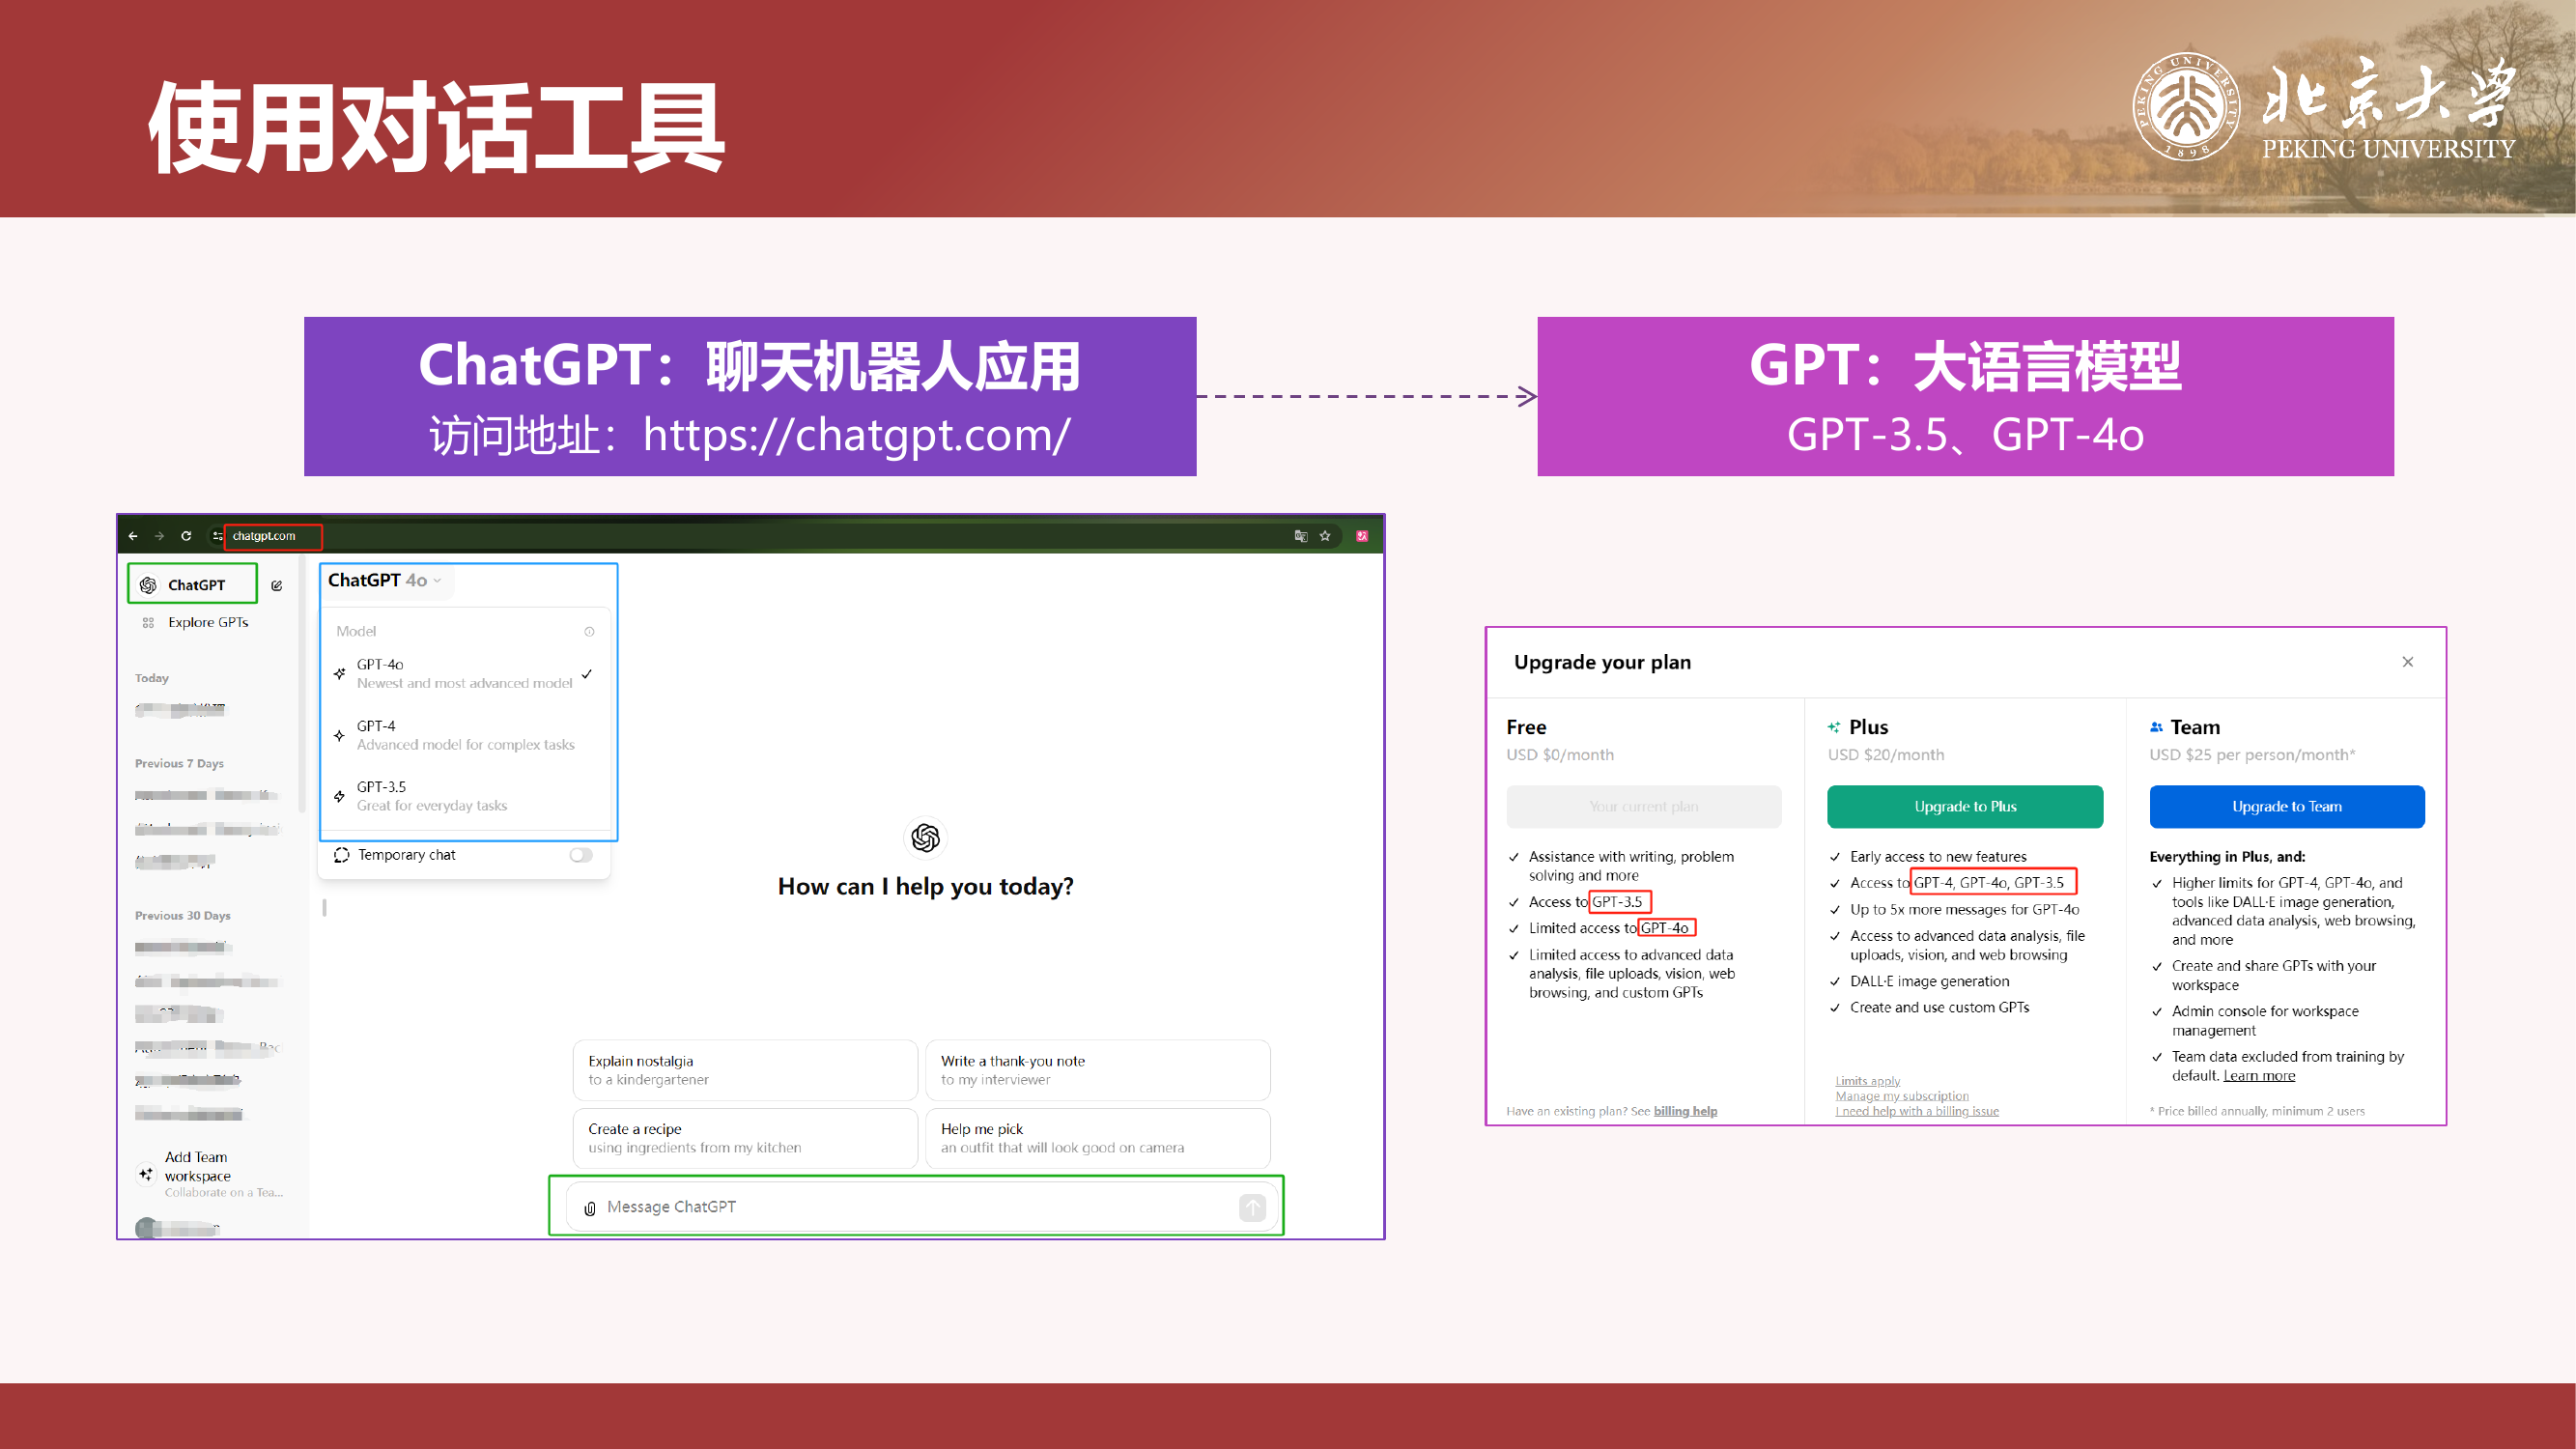 使用对话工具
PEKING UNIVERSITY
1898
北京大学
PEKING UNIVERSITY
ChatGPT：聊天机器人应用
访问地址：https://chatgpt.com/
GPT：大语言模型
GPT-3.5、GPT-4o
chatgpt.com
ChatGPT
Explore GPTs
Today
Previous 7 Days
Previous 30 Days
Add Team
workspace
Collaborate on a Tea...
ChatGPT 4o
Model
GPT-4o
Newest and most advanced model
GPT-4
Advanced model for complex tasks
GPT-3.5
Great for everyday tasks
Temporary chat
How can I help you today?
Explain nostalgia
to a kindergartener
Write a thank-you note
to my interviewer
Create a recipe
using ingredients from my kitchen
Help me pick
an outfit that will look good on camera
Message ChatGPT
Upgrade your plan
Free
USD $0/month
Your current plan
Assistance with writing, problem
solving and more
Access to GPT-3.5
Limited access to GPT-4o
Limited access to advanced data
analysis, file uploads, vision, web
browsing, and custom GPTs
Have an existing plan? See billing help
Plus
USD $20/month
Upgrade to Plus
Early access to new features
Access to GPT-4, GPT-4o, GPT-3.5
Up to 5x more messages for GPT-4o
Access to advanced data analysis, file
uploads, vision, and web browsing
DALL·E image generation
Create and use custom GPTs
Limits apply
Manage my subscription
I need help with a billing issue
Team
USD $25 per person/month*
Upgrade to Team
Everything in Plus, and:
Higher limits for GPT-4, GPT-4o, and
tools like DALL·E image generation,
advanced data analysis, web browsing,
and more
Create and share GPTs with your
workspace
Admin console for workspace
management
Team data excluded from training by
default. Learn more
* Price billed annually, minimum 2 users